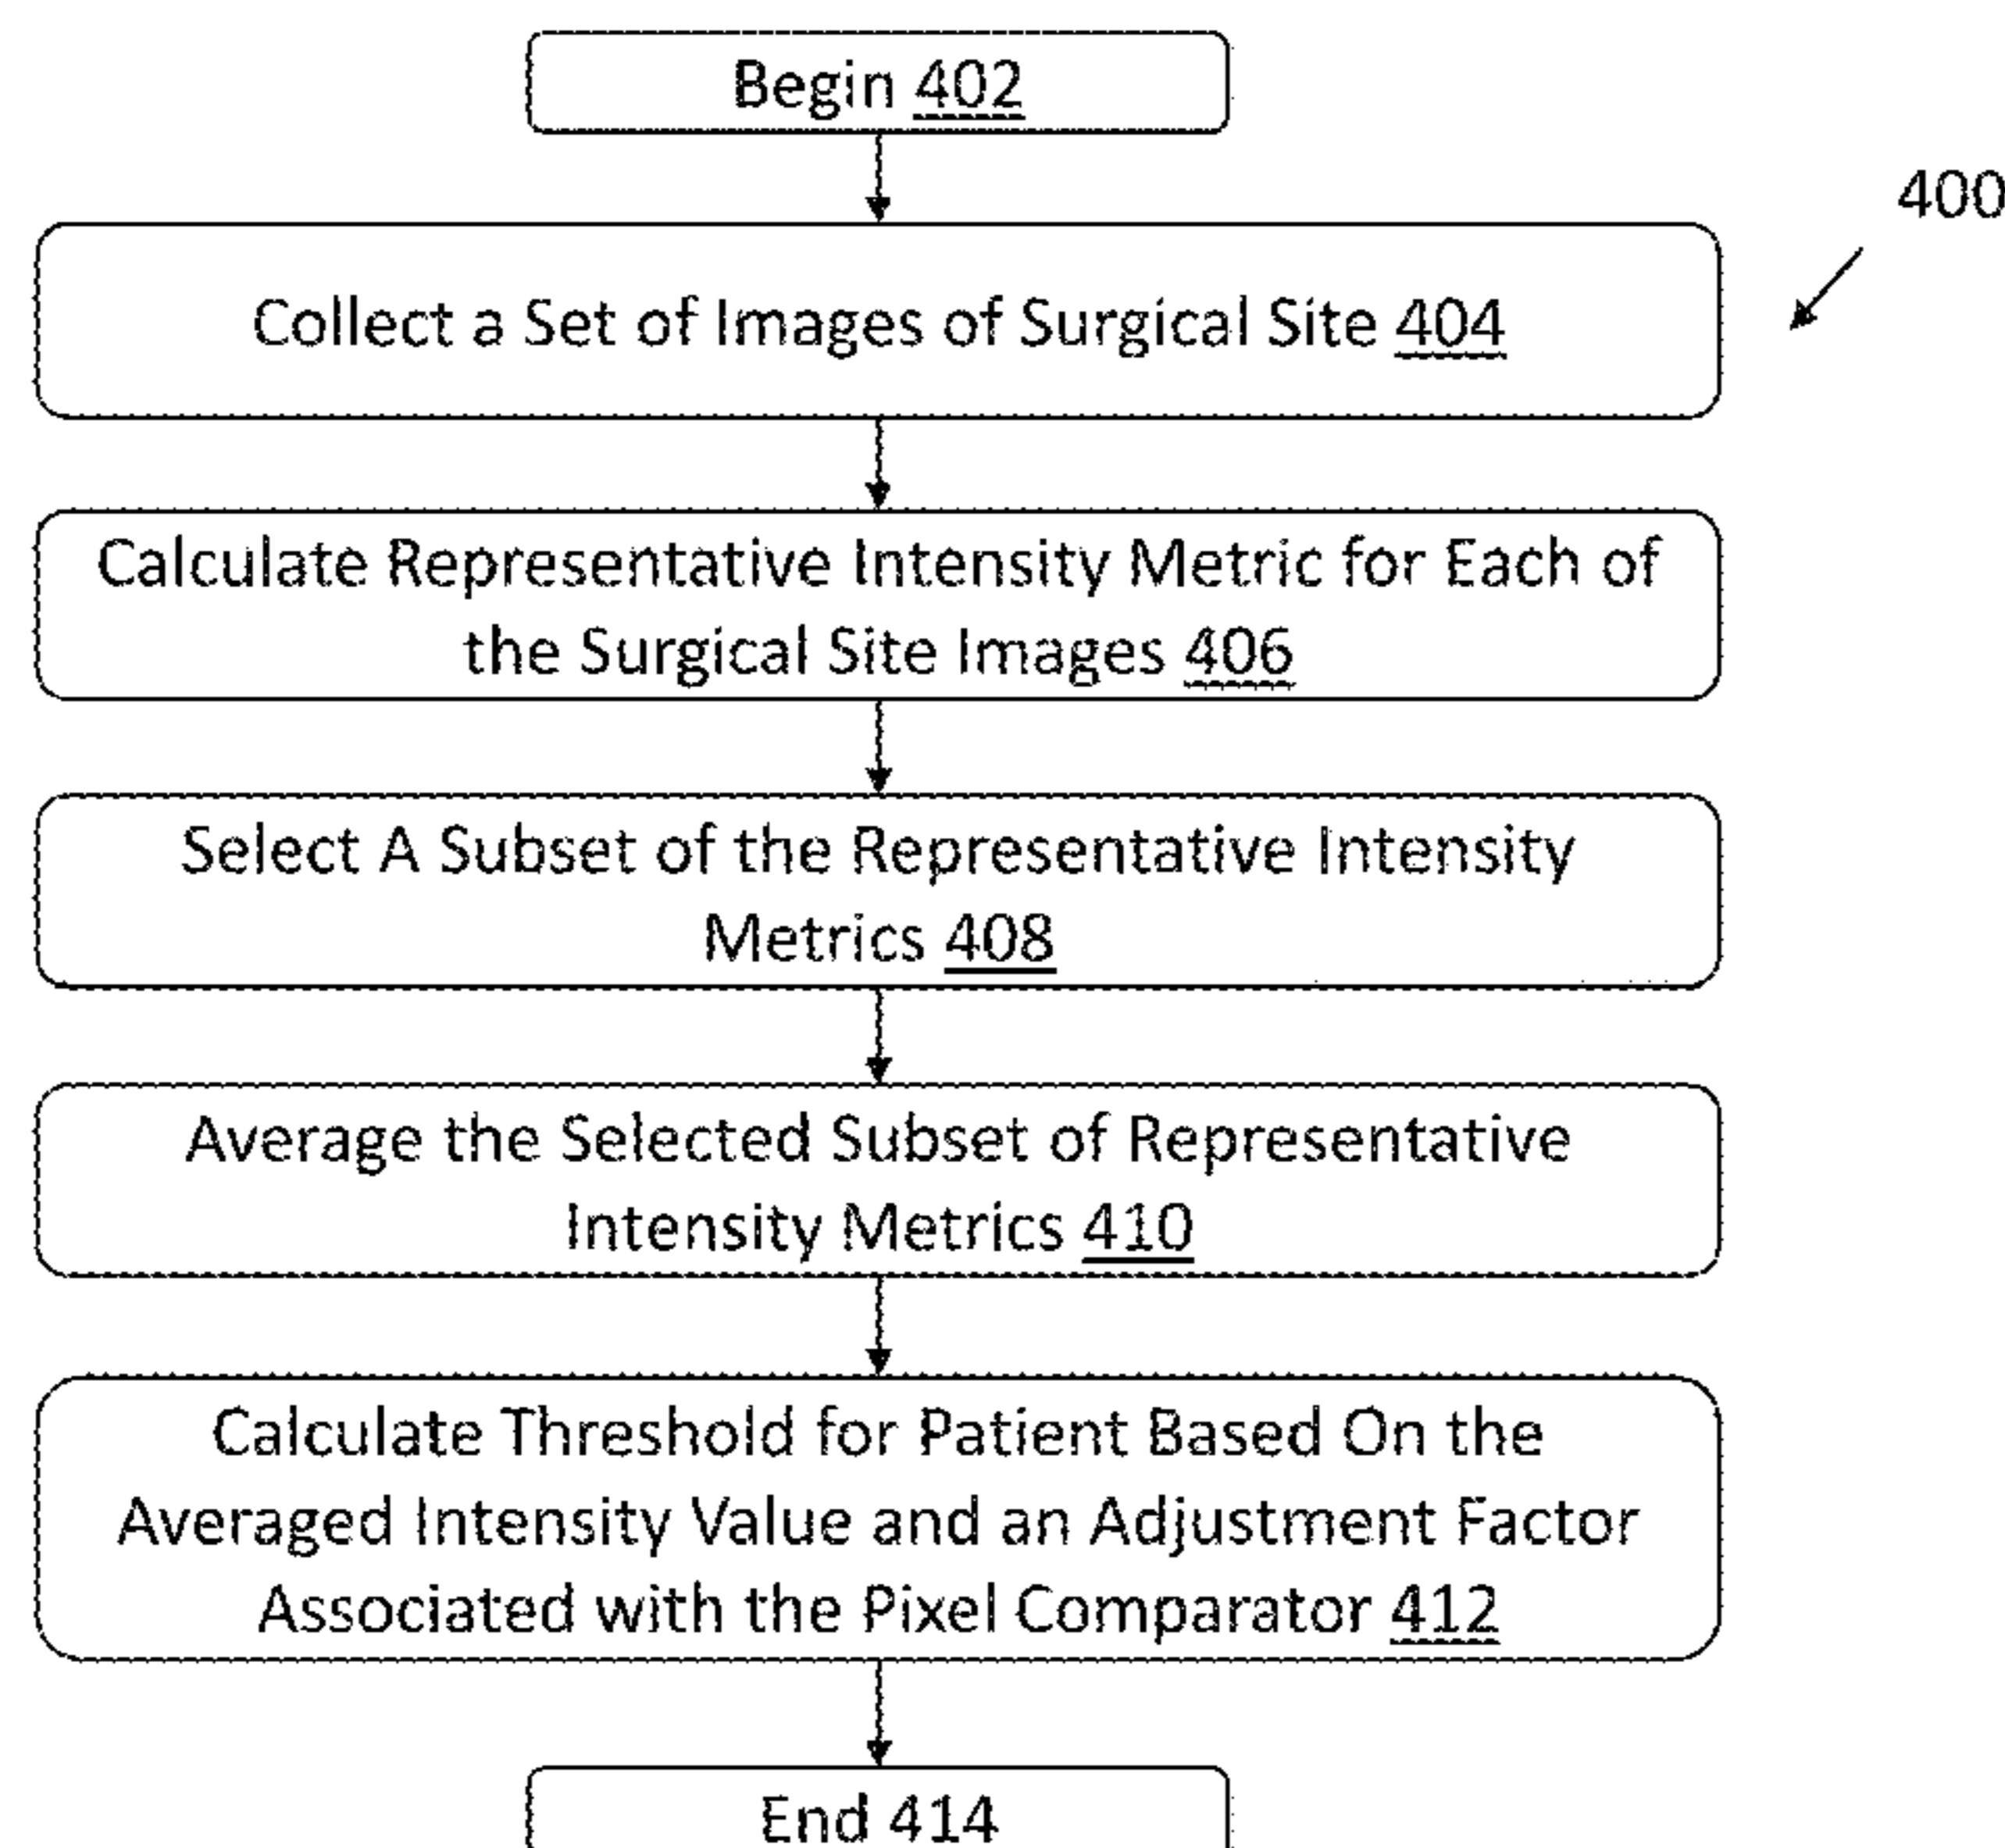 Begin 402
400
Collect a Set of Images of Surgical Site 404
Calculate Representative Intensity Metric for Each of
the Surgical Site Images 406
Select A Subset of the Representative Intensity
Metrics 408
Average the Selected Subset of Representative
Intensity Metrics 410
Calculate Threshold for Patient Based On the
Averaged Intensity Value and an Adjustment Factor
Associated with the Pixel Comparator 412
End 414